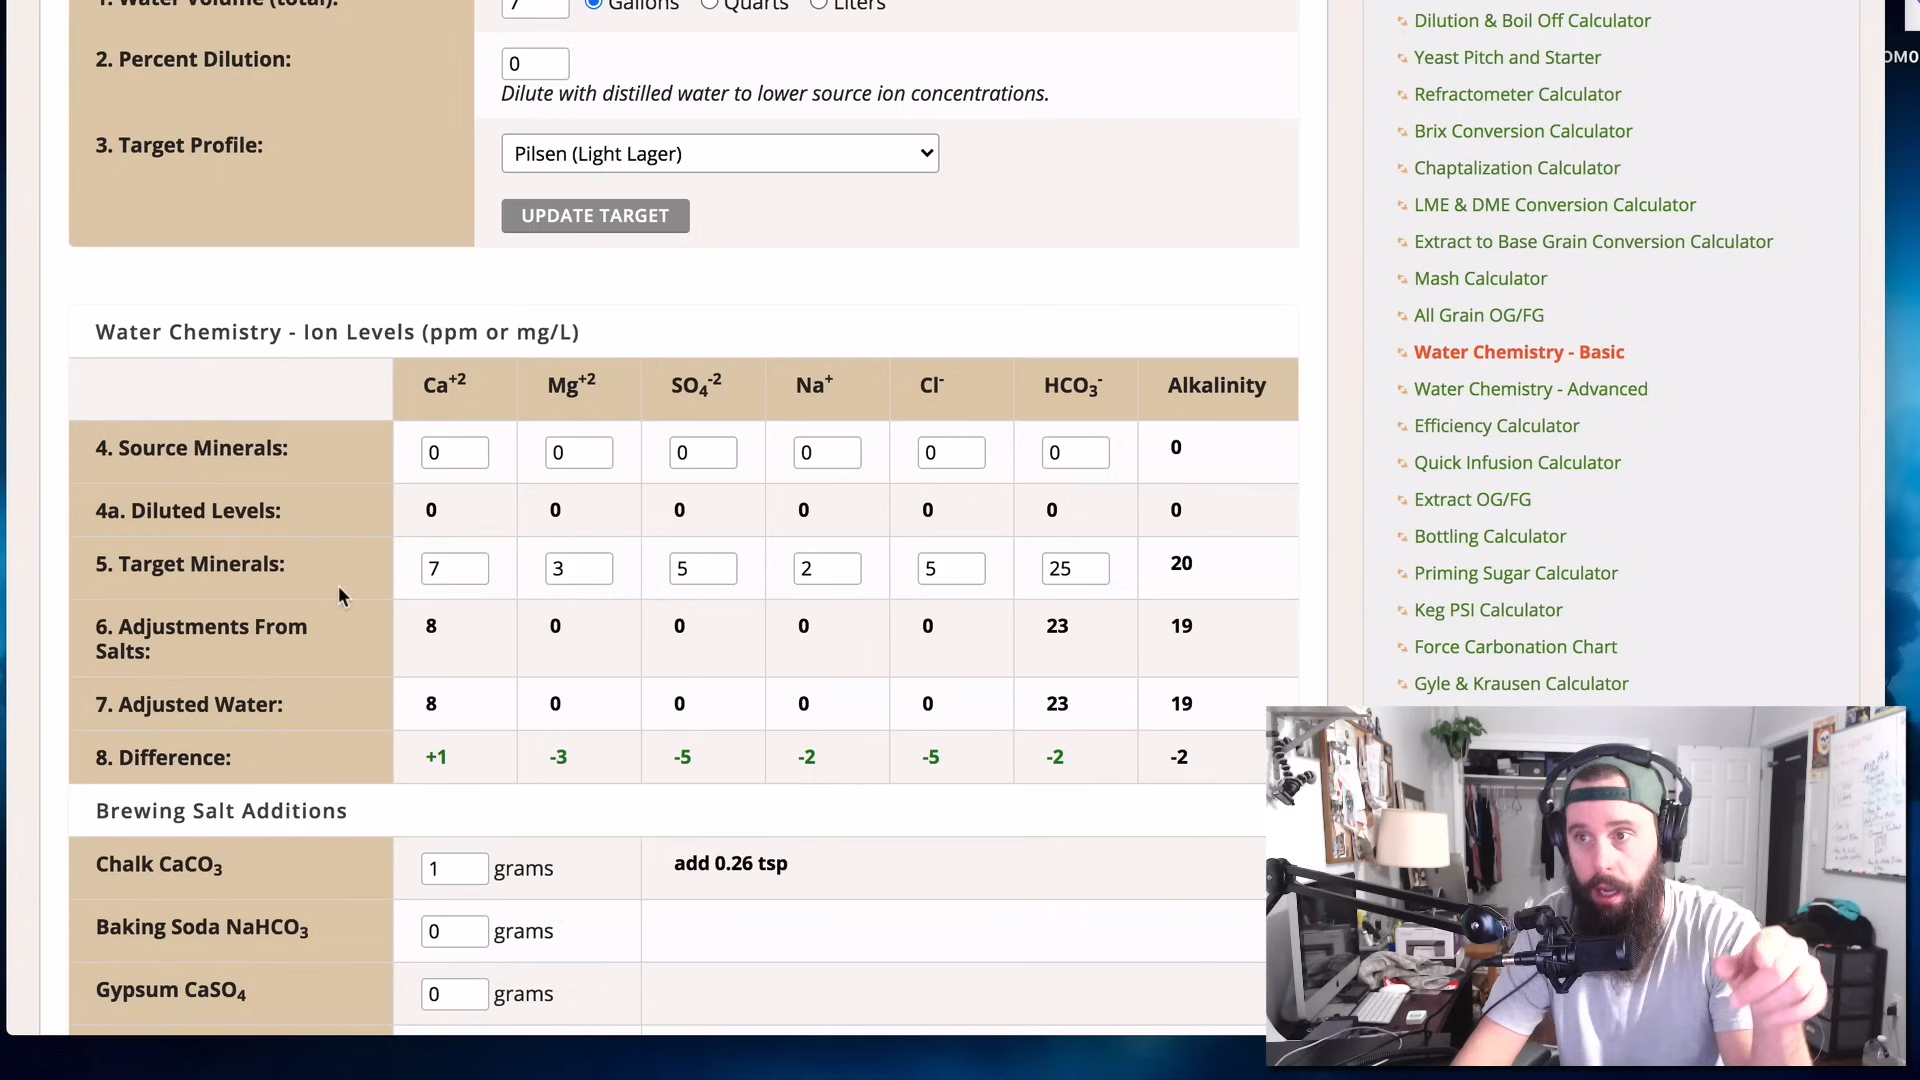 1. Water Volume (total):
7
Gallons
Quarts
Liters
2. Percent Dilution:
0
Dilute with distilled water to lower source ion concentrations.
3. Target Profile:
Pilsen (Light Lager)
UPDATE TARGET
Water Chemistry - Ion Levels (ppm or mg/L)
Ca+2 Mg+2 SO4-2 Na+ Cl- HCO3- Alkalinity
4. Source Minerals: 0 0 0 0 0 0 0
4a. Diluted Levels: 0 0 0 0 0 0 0
5. Target Minerals: 7 3 5 2 5 25 20
6. Adjustments From
Salts:
8 0 0 0 0 23 19
7. Adjusted Water: 8 0 0 0 0 23 19
8. Difference: +1 -3 -5 -2 -5 -2 -2
Brewing Salt Additions
Chalk CaCO3 1 grams add 0.26 tsp
Baking Soda NaHCO3 0 grams
Gypsum CaSO4 0 grams
Dilution & Boil Off Calculator
Yeast Pitch and Starter
Refractometer Calculator
Brix Conversion Calculator
Chaptalization Calculator
LME & DME Conversion Calculator
Extract to Base Grain Conversion Calculator
Mash Calculator
All Grain OG/FG
Water Chemistry - Basic
Water Chemistry - Advanced
Efficiency Calculator
Quick Infusion Calculator
Extract OG/FG
Bottling Calculator
Priming Sugar Calculator
Keg PSI Calculator
Force Carbonation Chart
Gyle & Krausen Calculator